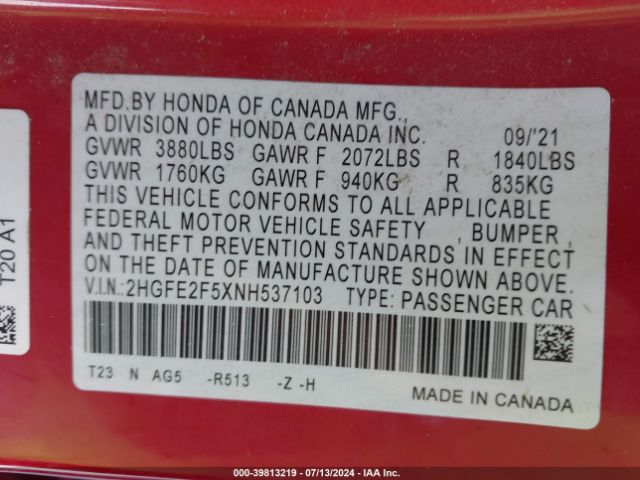 MFD.BY HONDA OF CANADA MFG.,
A DIVISION OF HONDA CANADA INC. 09/'21
GVWR 3880LBS GAWR F 2072LBS R 1840LBS
GVWR 1760KG GAWR F 940KG R 835KG
THIS VEHICLE CONFORMS TO ALL APPLICABLE
FEDERAL MOTOR VEHICLE SAFETY , BUMPER ,
AND THEFT PREVENTION STANDARDS IN EFFECT
ON THE DATE OF MANUFACTURE SHOWN ABOVE.
V.I.N.:2HGFE2F5XNH537103 TYPE: PASSENGER CAR
T23 N AG5 -R513 -Z -H
MADE IN CANADA
T20 A1
000-39813219 / 07/13/2024 - IAA Inc.